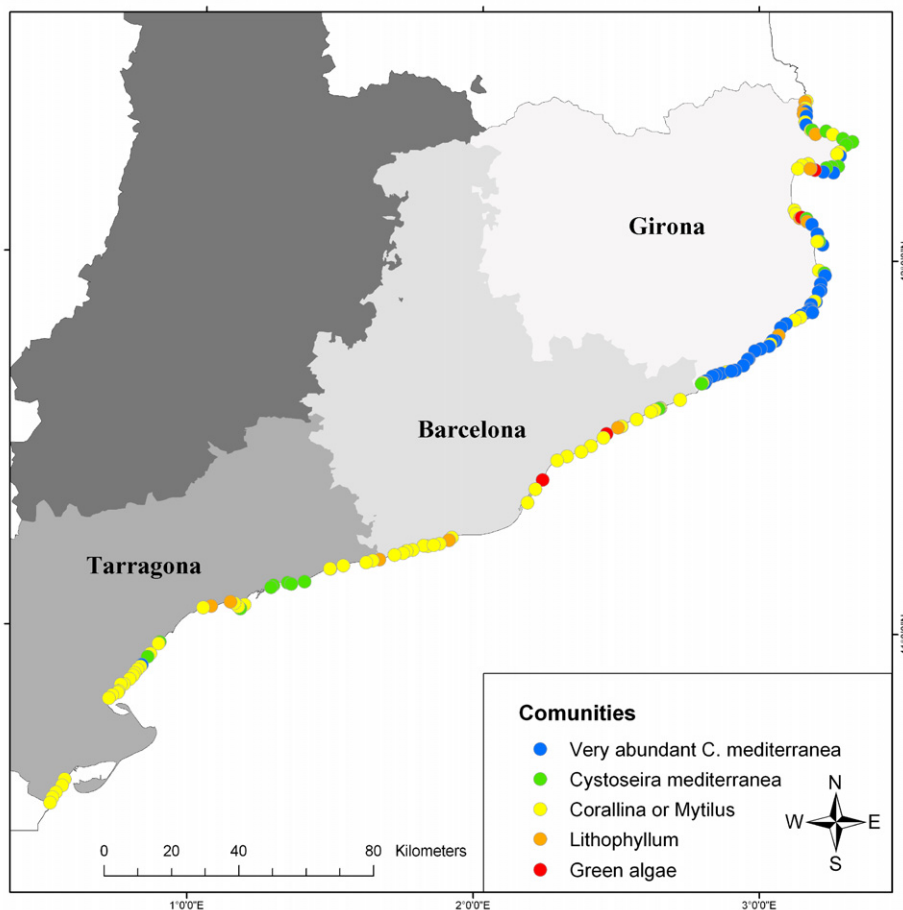 Girona
Barcelona
Tarragona
Comunities
Very abundant C. mediterranea
Cystoseira mediterranea
Corallina or Mytilus
Lithophyllum
Green algae
N
W E
S
0 20 40 60 80 Kilometers
1°0'0"E 2°0'0"E 3°0'0"E